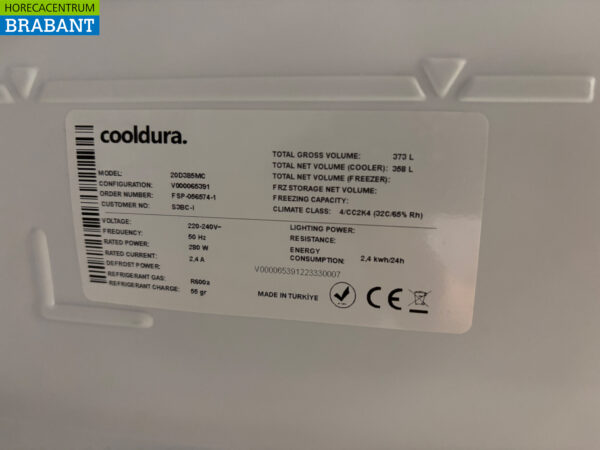 HORECACENTRUM
BRABANT
cooldura.
MODEL: 20D3B5MC
CONFIGURATION: V000065391
ORDER NUMBER: FSP-056574-1
CUSTOMER NO: S3BC-I
TOTAL GROSS VOLUME: 373 L
TOTAL NET VOLUME (COOLER): 358 L
TOTAL NET VOLUME (FREEZER):
FRZ STORAGE NET VOLUME:
FREEZING CAPACITY:
CLIMATE CLASS: 4/CC2K4 (32C/65% Rh)
VOLTAGE: 220-240V~
FREQUENCY: 50 Hz
RATED POWER: 290 W
RATED CURRENT: 2,4 A
DEFROST POWER:
REFRIGERANT GAS: R600a
REFRIGERANT CHARGE: 55 gr
LIGHTING POWER:
RESISTANCE:
ENERGY
CONSUMPTION: 2,4 kwh/24h
V000065391223330007
MADE IN TURKİYE
CE